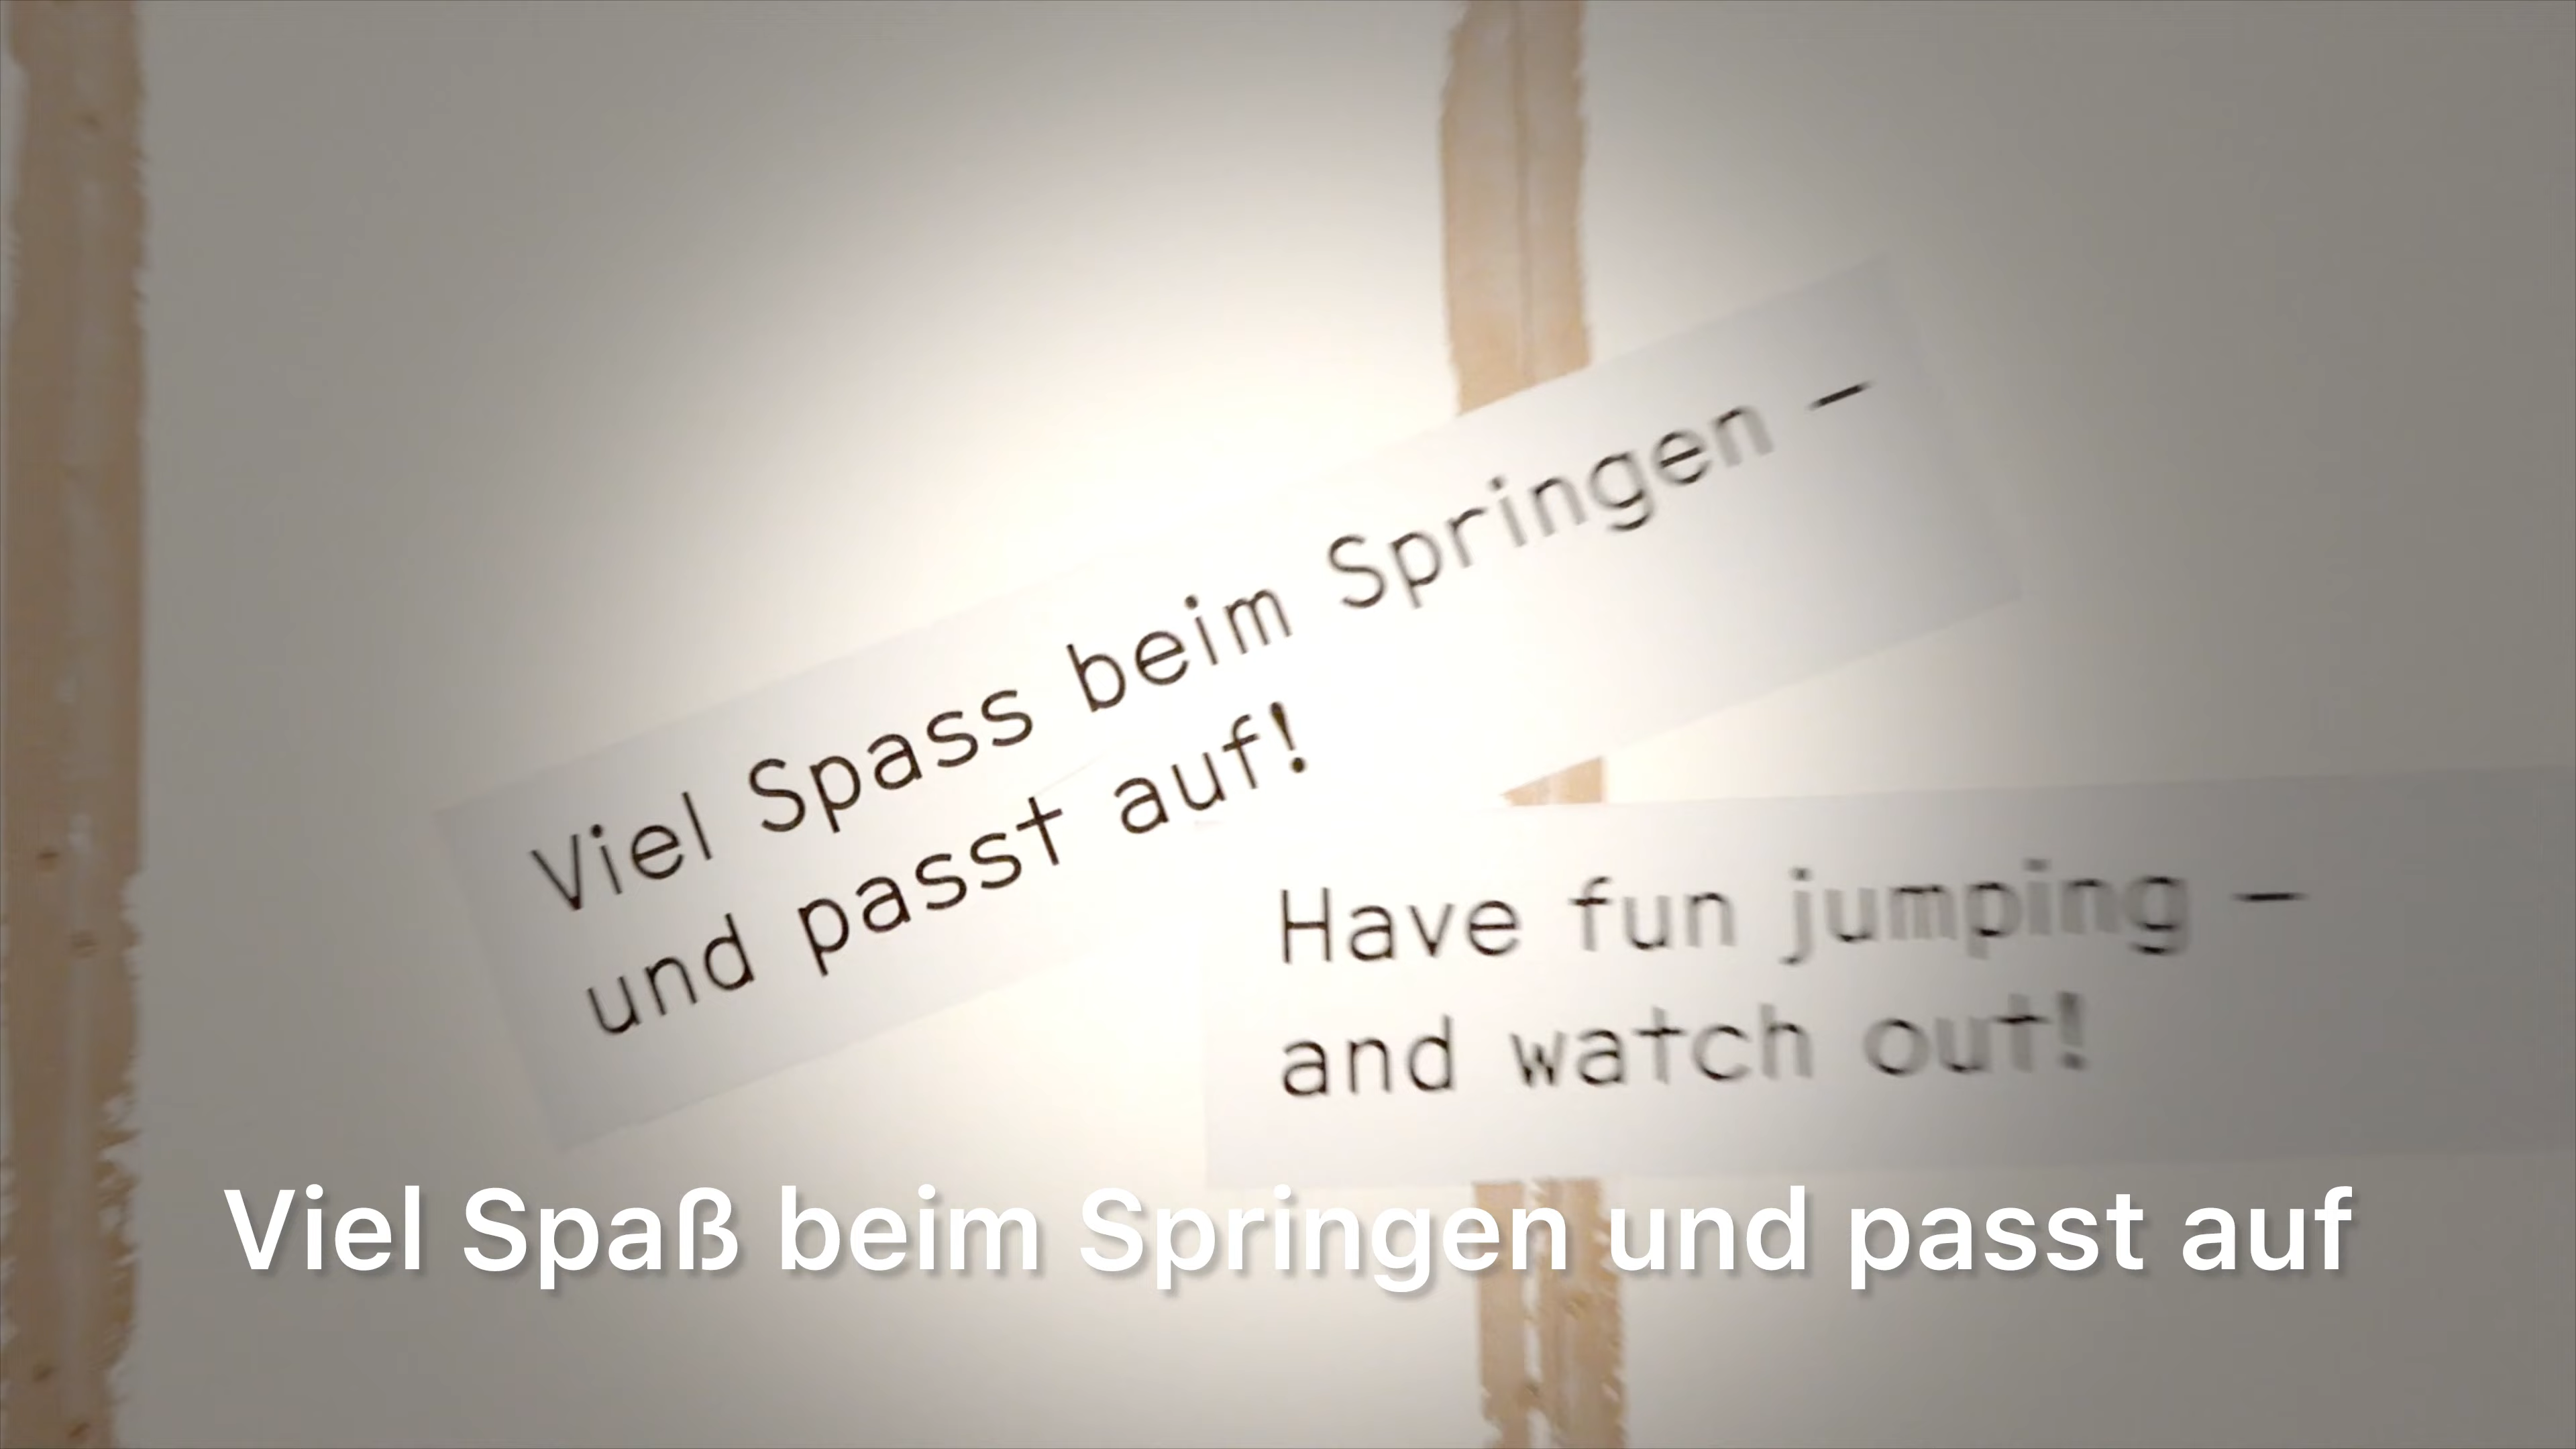 Viel Spass beim Springen –
und passt auf!
Have fun jumping –
and watch out!
Viel Spaß beim Springen und passt auf